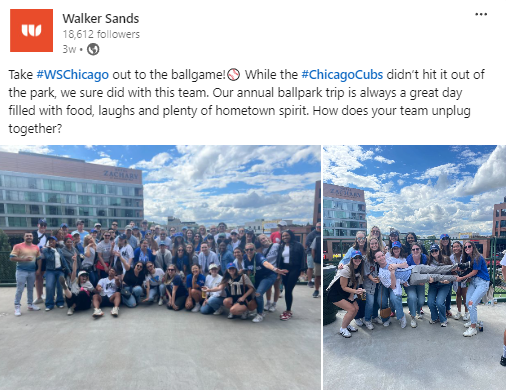 Walker Sands
18,612 followers
3w •
Take #WSChicago out to the ballgame!⚾ While the #ChicagoCubs didn't hit it out of
the park, we sure did with this team. Our annual ballpark trip is always a great day
filled with food, laughs and plenty of hometown spirit. How does your team unplug
together?
ZACHARY
ZACHARY